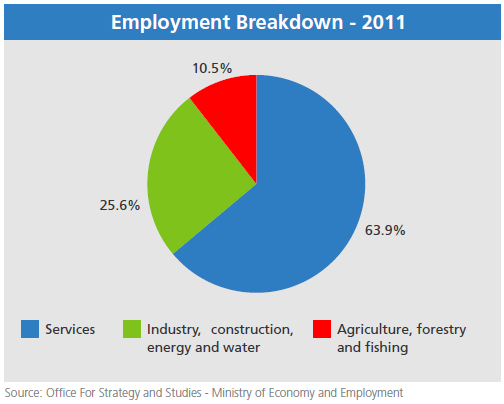 Employment Breakdown - 2011
10.5%
25.6%
63.9%
Services
Industry, construction,
energy and water
Agriculture, forestry
and fishing
Source: Office For Strategy and Studies - Ministry of Economy and Employment